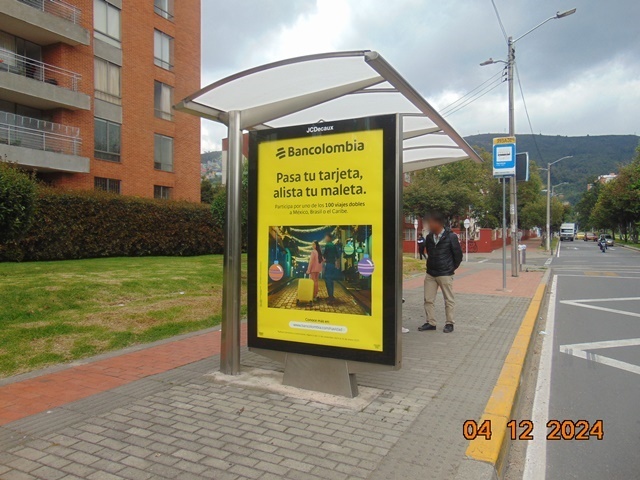 JCDecaux
Bancolombia
Pasa tu tarjeta,
alista tu maleta.
Participa por uno de los 100 viajes dobles
a México, Brasil o el Caribe.
04 12 2024